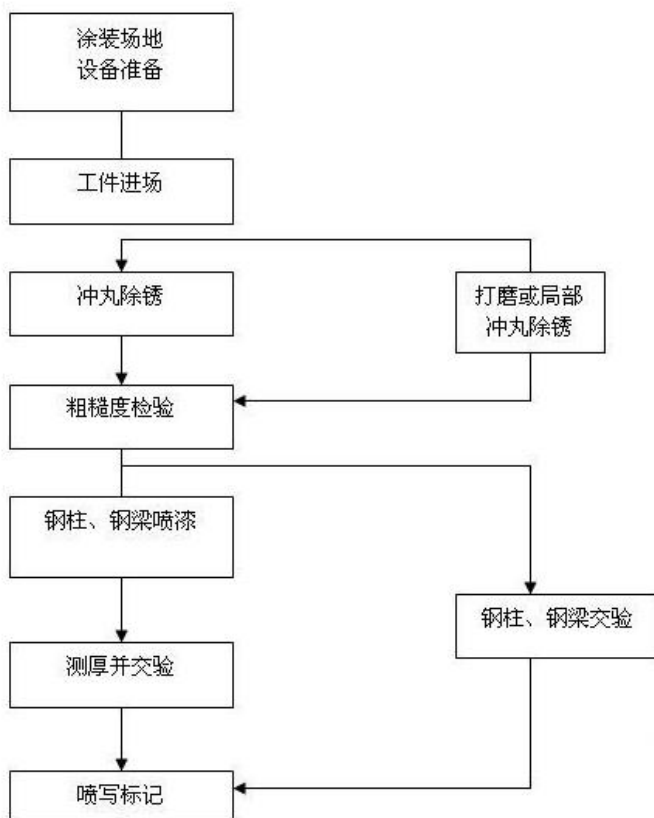 涂装场地
设备准备
工件进场
冲丸除锈
打磨或局部
冲丸除锈
粗糙度检验
钢柱、钢梁喷漆
钢柱、钢梁交验
测厚并交验
喷写标记